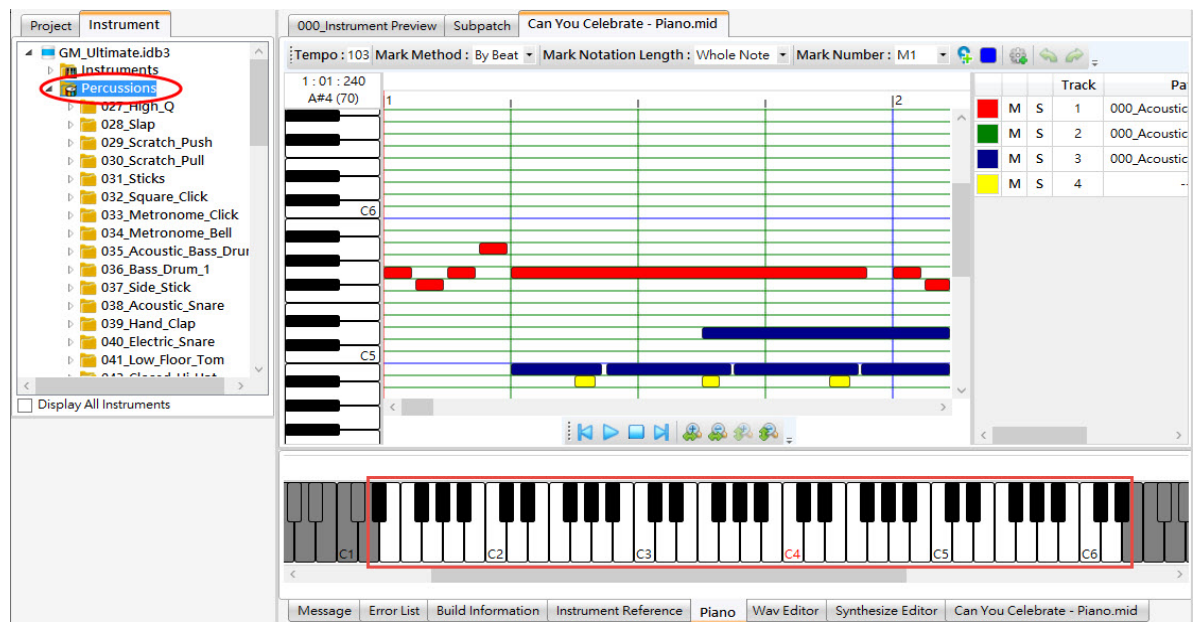 Project Instrument
GM_Ultimate.idb3
Instruments
Percussions
027_High_Q
028_Slap
029_Scratch_Push
030_Scratch_Pull
031_Sticks
032_Square_Click
033_Metronome_Click
034_Metronome_Bell
035_Acoustic_Bass_Dru
036_Bass_Drum_1
037_Side_Stick
038_Acoustic_Snare
039_Hand_Clap
040_Electric_Snare
041_Low_Floor_Tom
Display All Instruments
000_Instrument Preview Subpatch Can You Celebrate - Piano.mid
Tempo : 103 Mark Method : By Beat Mark Notation Length : Whole Note Mark Number : M1
1 : 01 : 240
A#4 (70)
1 2
C6
C5
Track Pa
M S 1 000_Acoustic
M S 2 000_Acoustic
M S 3 000_Acoustic
M S 4 --
C1 C2 C3 C4 C5 C6
Message Error List Build Information Instrument Reference Piano Wav Editor Synthesize Editor Can You Celebrate - Piano.mid